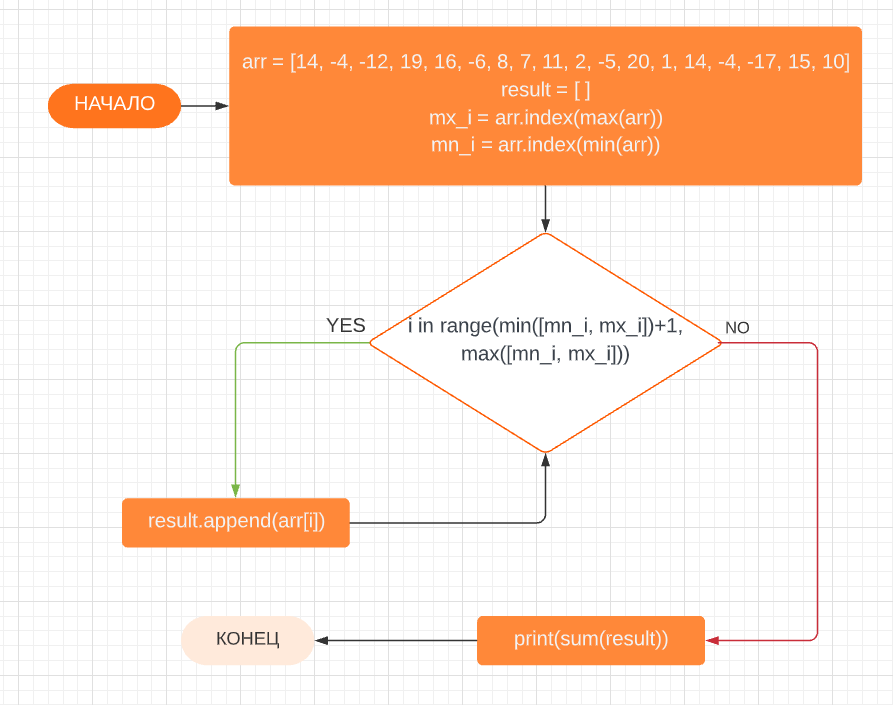 НАЧАЛО
arr = [14, -4, -12, 19, 16, -6, 8, 7, 11, 2, -5, 20, 1, 14, -4, -17, 15, 10]
result = [ ]
mx_i = arr.index(max(arr))
mn_i = arr.index(min(arr))
YES
i in range(min([mn_i, mx_i])+1,
max([mn_i, mx_i]))
NO
result.append(arr[i])
КОНЕЦ
print(sum(result))